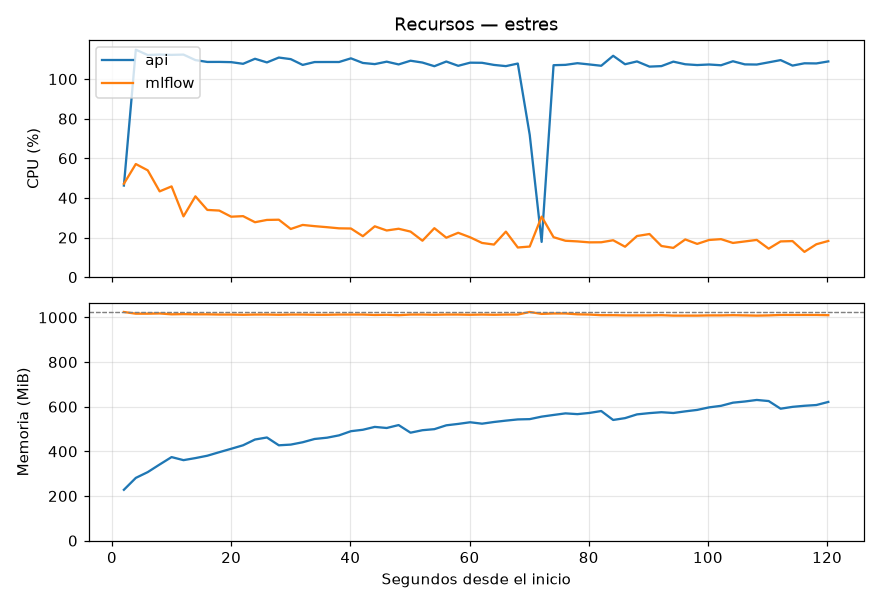 Recursos — estres
api
mlflow
CPU (%)
100
80
60
40
20
0
Memoria (MiB)
1000
800
600
400
200
0
0 20 40 60 80 100 120
Segundos desde el inicio